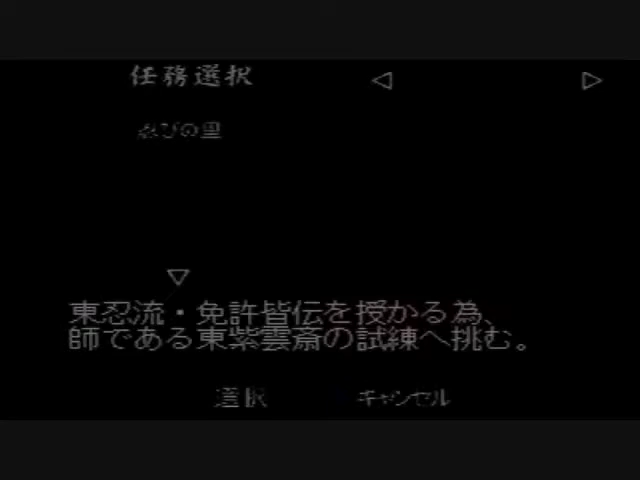 任務選択
忍びの里
東忍流・免許皆伝を授かる為、
師である東紫雲斎の試練へ挑む。
選択 キャンセル